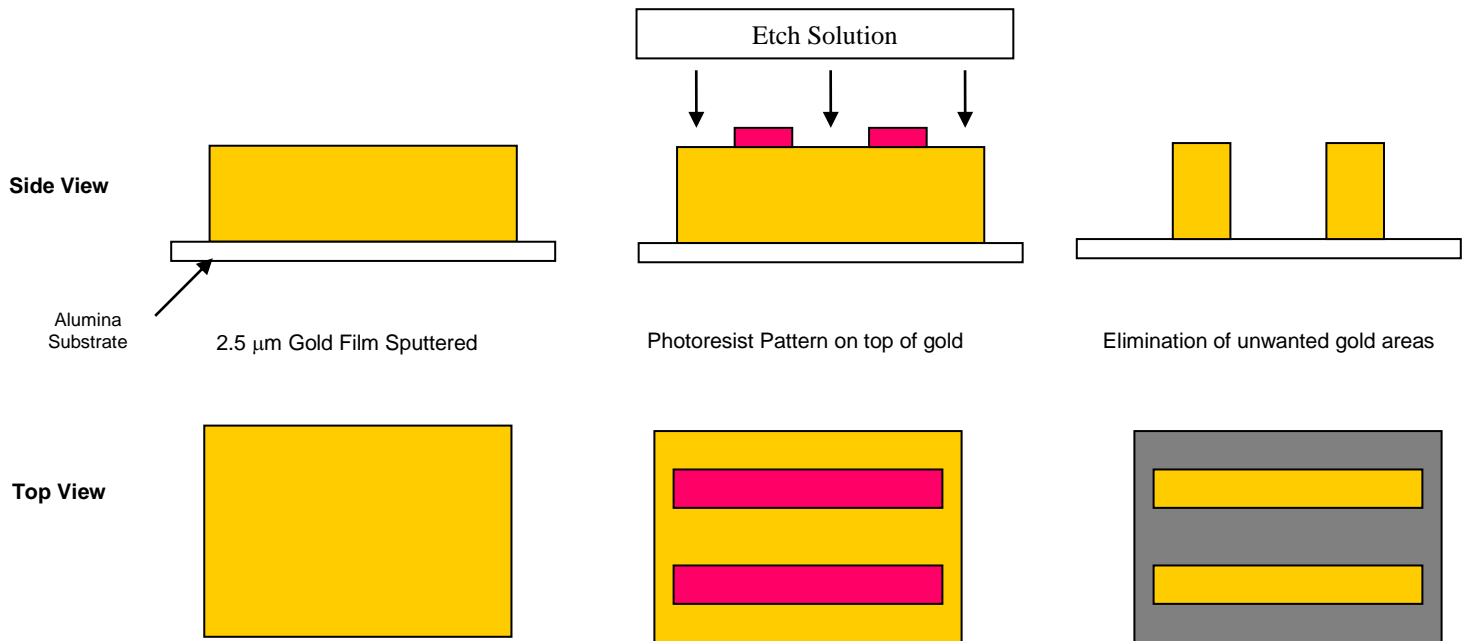 Etch Solution
Side View
Alumina
Substrate
2.5 μm Gold Film Sputtered
Photoresist Pattern on top of gold
Elimination of unwanted gold areas
Top View